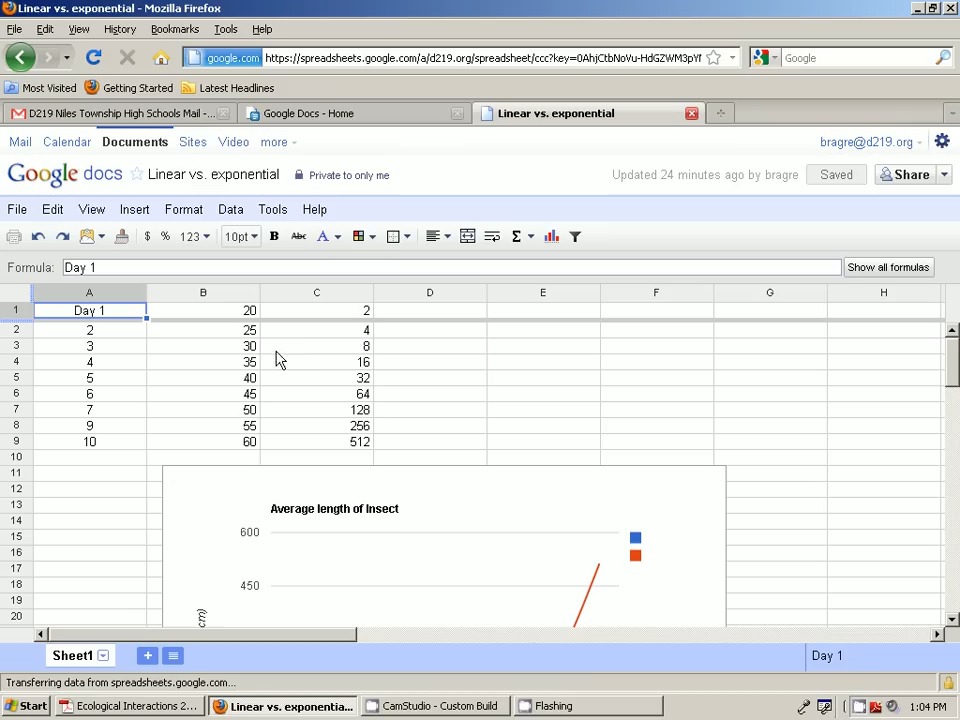 Linear vs. exponential - Mozilla Firefox
File Edit View History Bookmarks Tools Help
google.com https://spreadsheets.google.com/a/d219.org/spreadsheet/ccc?key=0AhjCtbNoVu-HdGZWM3pYf Google
Most Visited Getting Started Latest Headlines
D219 Niles Township High Schools Mail -... Google Docs - Home Linear vs. exponential
Mail Calendar Documents Sites Video more bragre@d219.org
Google docs Linear vs. exponential Private to only me Updated 24 minutes ago by bragre Saved Share
File Edit View Insert Format Data Tools Help
$ % 123 10pt B Abc A Σ
Formula: Day 1 Show all formulas
A B C D E F G H
1 Day 1 20 2
2 2 25 4
3 3 30 8
4 4 35 16
5 5 40 32
6 6 45 64
7 7 50 128
8 9 55 256
9 10 60 512
10
11
12
13 Average length of Insect
14
15 600
16
17
18 450
19
20 cm)
Sheet1 Day 1
Transferring data from spreadsheets.google.com...
Start Ecological Interactions 2... Linear vs. exponentia... CamStudio - Custom Build Flashing 1:04 PM